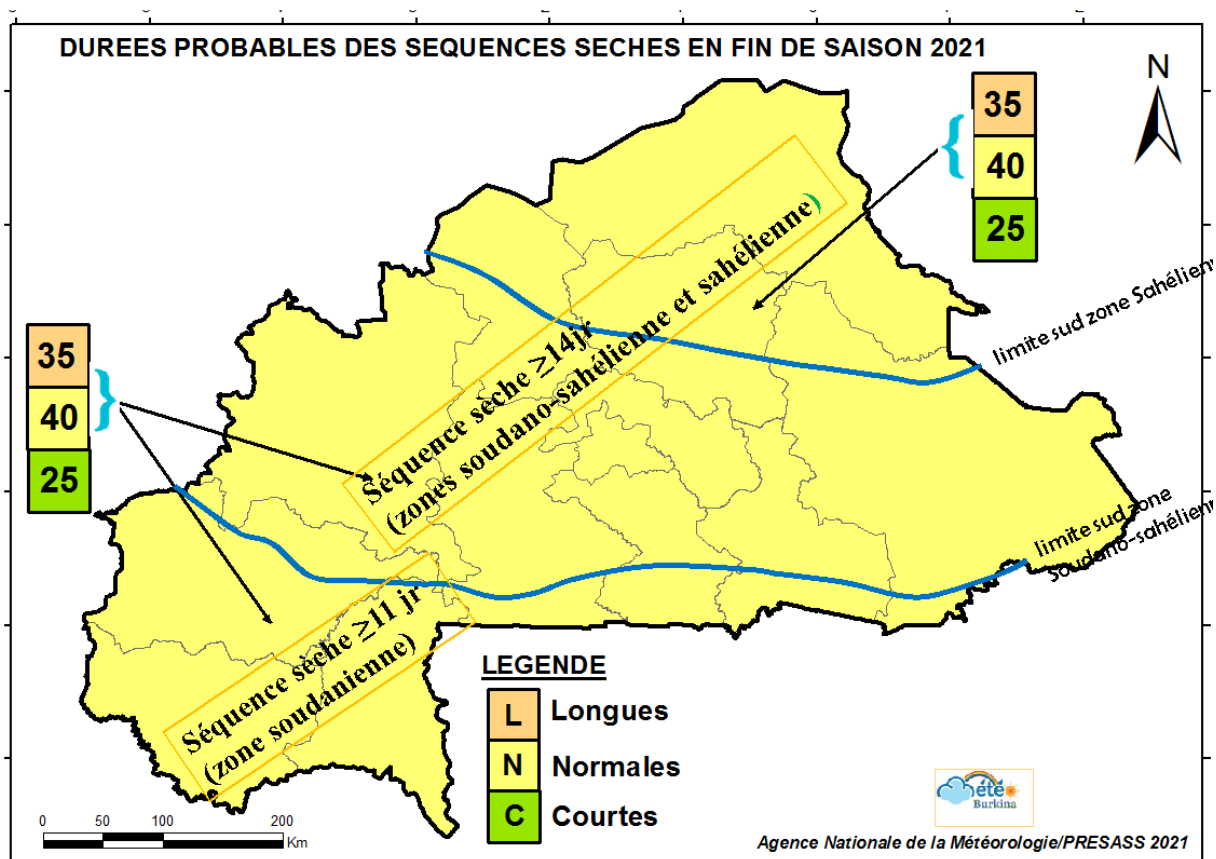 DUREES PROBABLES DES SEQUENCES SECHES EN FIN DE SAISON 2021
N
35
40
25
35
40
25
Séquence sèche ≥14jr
(zones soudano-sahélienne et sahélienne)
limite sud zone Sahélienn
limite sud zone
Soudano-sahélienn
Séquence sèche ≥11 jr
(zone soudanienne)
LEGENDE
L Longues
N Normales
C Courtes
0 50 100 200
Km
Météo
Burkina
Agence Nationale de la Météorologie/PRESASS 2021